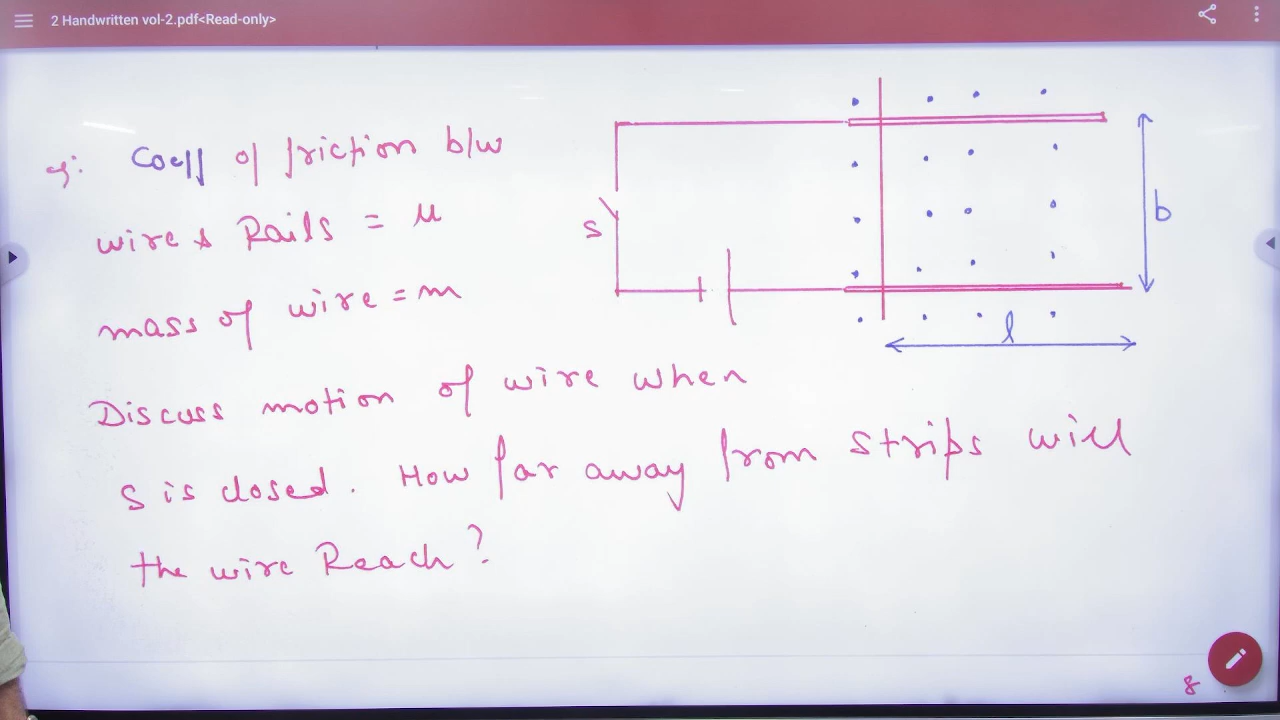 2 Handwritten vol-2.pdf<Read-only>
eg: Coeff of friction b/w
wire & Rails = μ
mass of wire = m
Discuss motion of wire when
S is closed. How far away from strips will
the wire Reach?
S
b
l
8